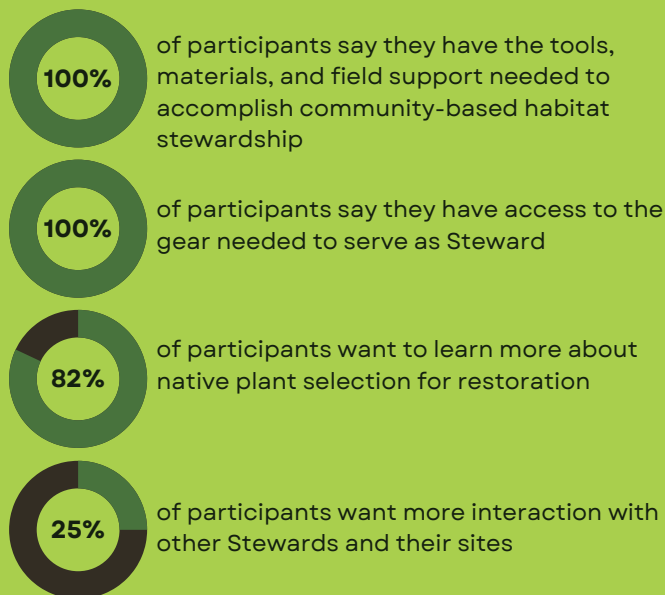 100%
of participants say they have the tools,
materials, and field support needed to
accomplish community-based habitat
stewardship
100%
of participants say they have access to the
gear needed to serve as Steward
82%
of participants want to learn more about
native plant selection for restoration
25%
of participants want more interaction with
other Stewards and their sites